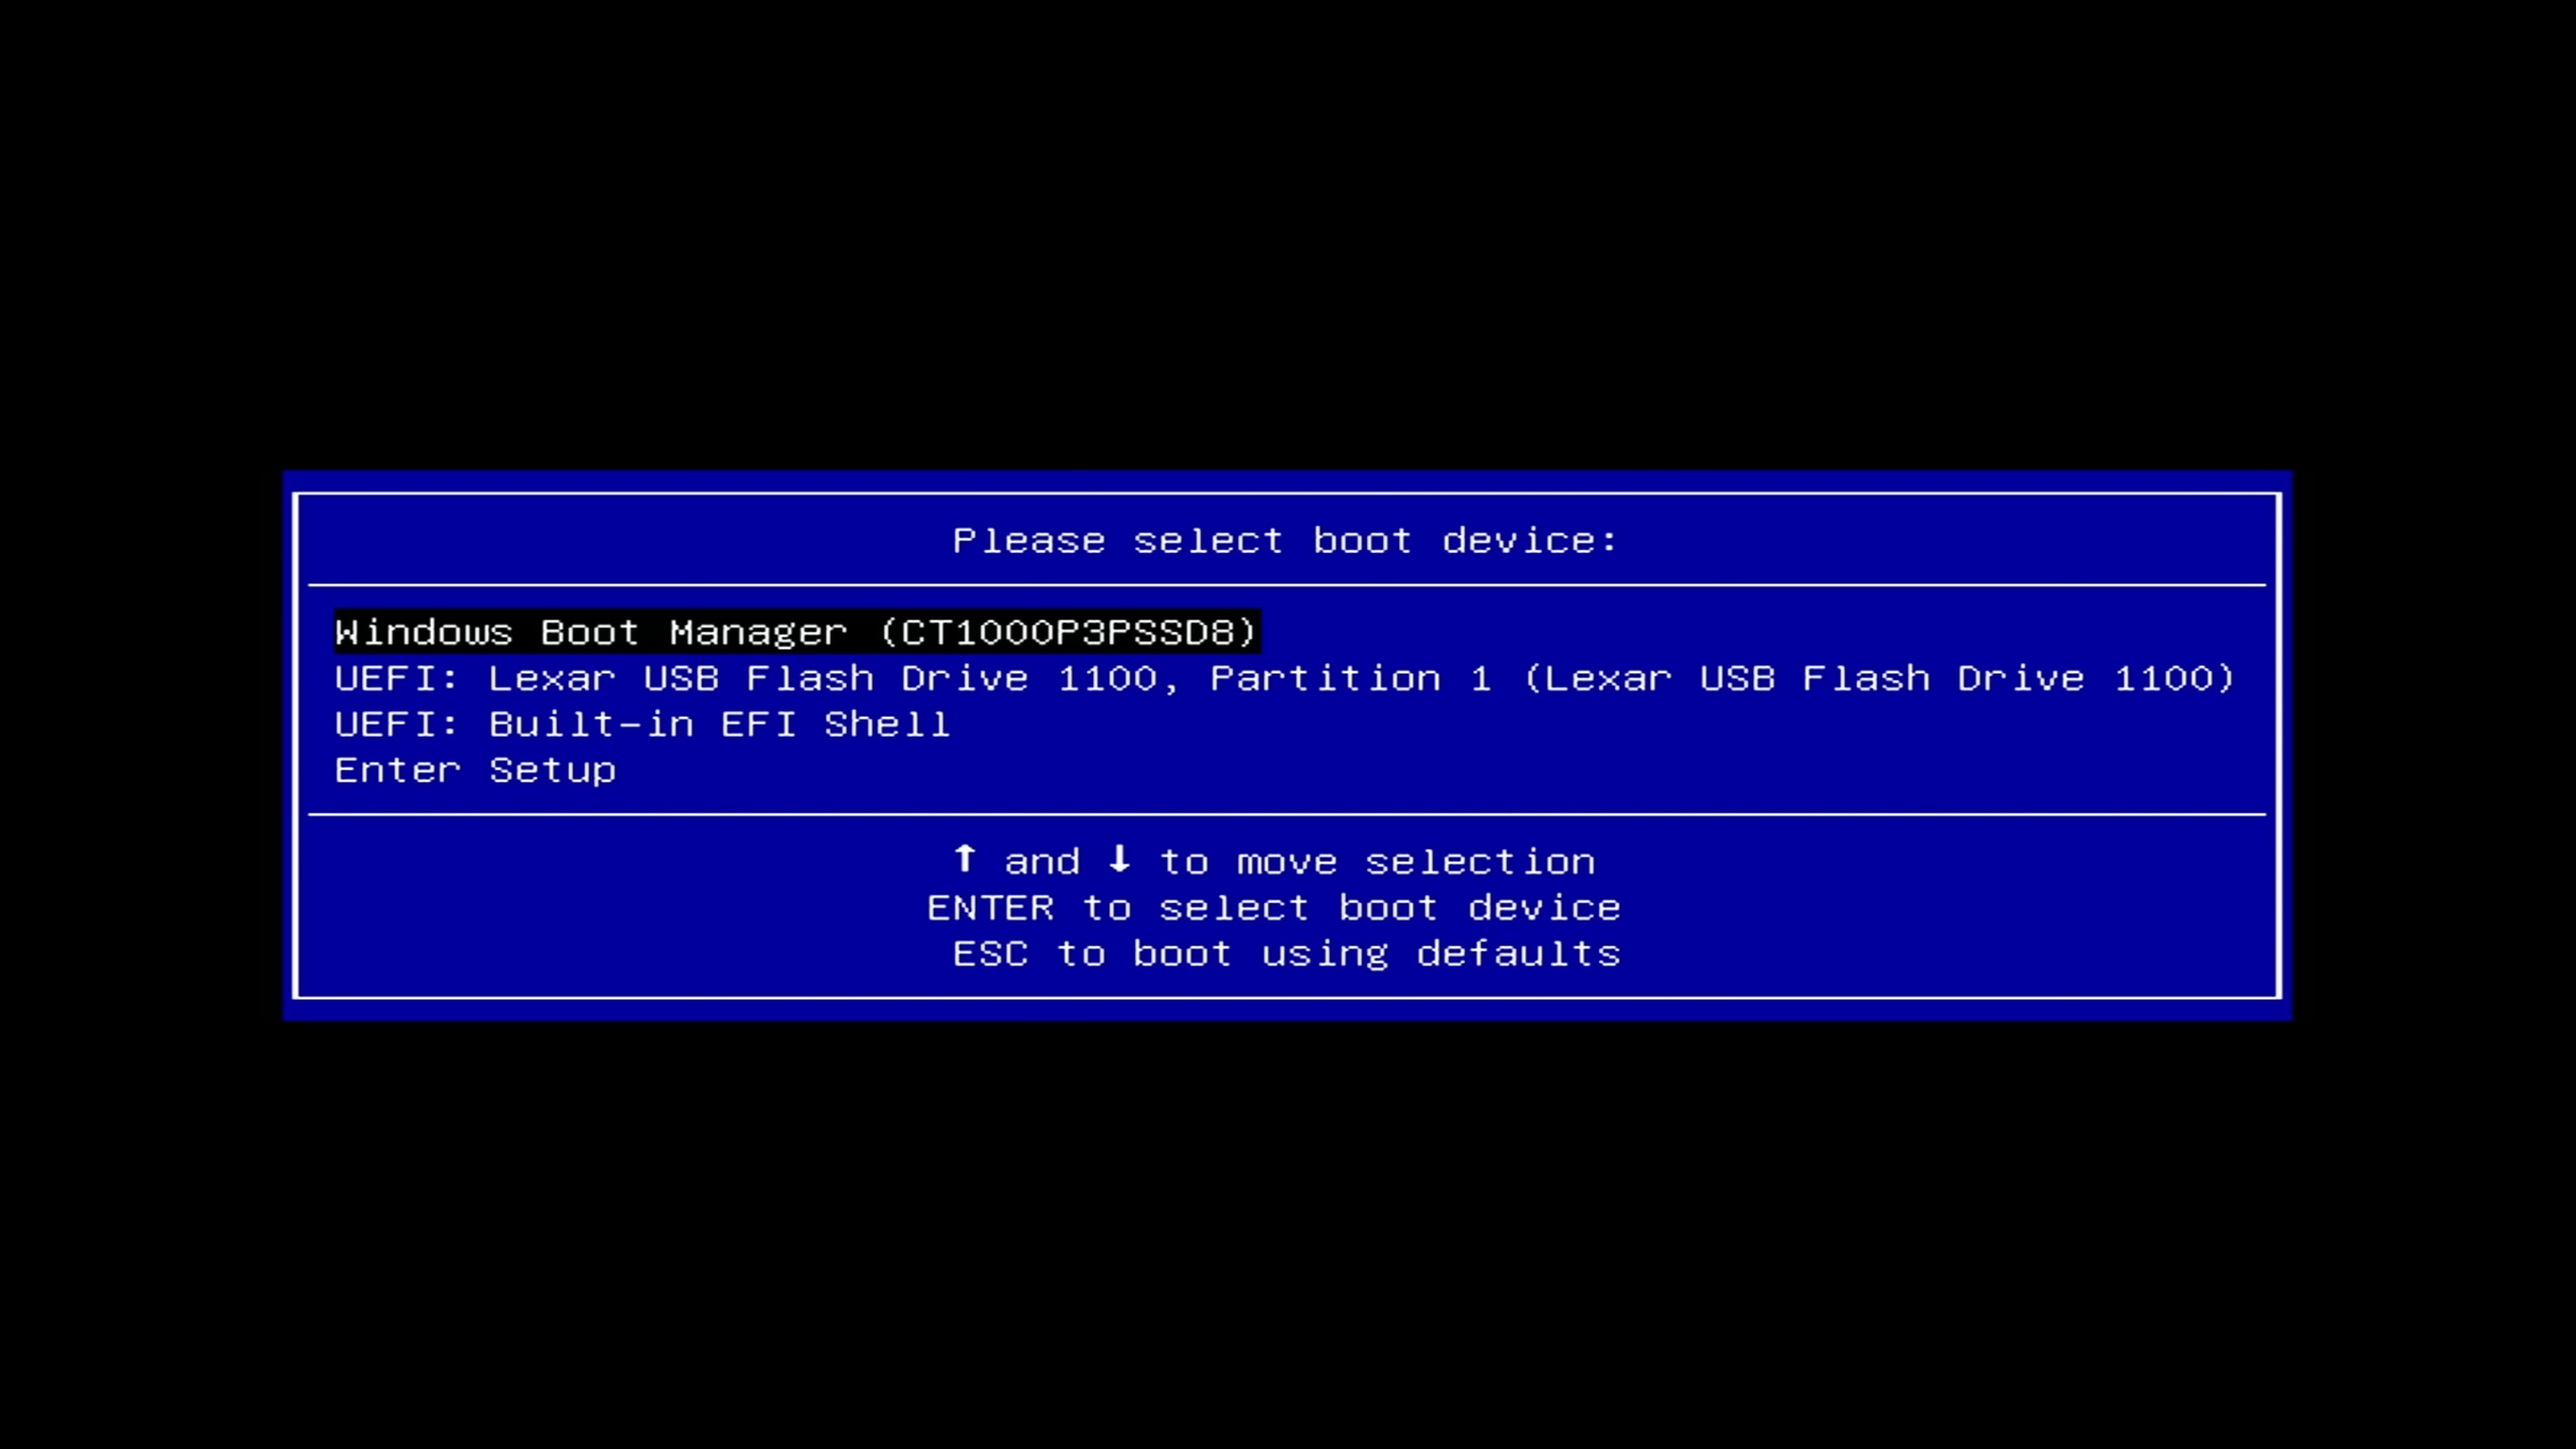 Please select boot device:
Windows Boot Manager (CT1000P3PSSD8)
UEFI: Lexar USB Flash Drive 1100, Partition 1 (Lexar USB Flash Drive 1100)
UEFI: Built-in EFI Shell
Enter Setup
↑ and ↓ to move selection
ENTER to select boot device
ESC to boot using defaults